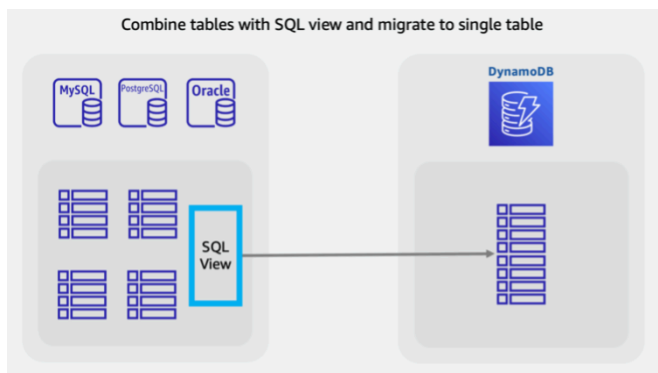 Combine tables with SQL view and migrate to single table
MySQL
PostgreSQL
Oracle
DynamoDB
SQL
View